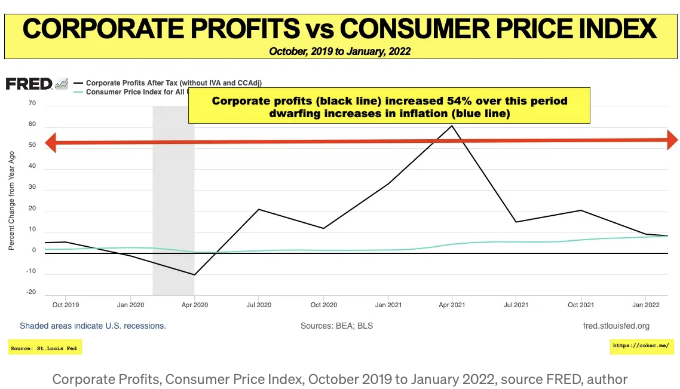 CORPORATE PROFITS vs CONSUMER PRICE INDEX
October, 2019 to January, 2022
FRED
Corporate Profits After Tax (without IVA and CCAdj)
Consumer Price Index for All
Corporate profits (black line) increased 54% over this period
dwarfing increases in inflation (blue line)
Percent Change from Year Ago
70
60
50
40
30
20
10
0
-10
-20
Oct 2019 Jan 2020 Apr 2020 Jul 2020 Oct 2020 Jan 2021 Apr 2021 Jul 2021 Oct 2021 Jan 2022
Shaded areas indicate U.S. recessions. Sources: BEA; BLS fred.stlouisfed.org
Source: St.Louis Fed https://coker.me/
Corporate Profits, Consumer Price Index, October 2019 to January 2022, source FRED, author